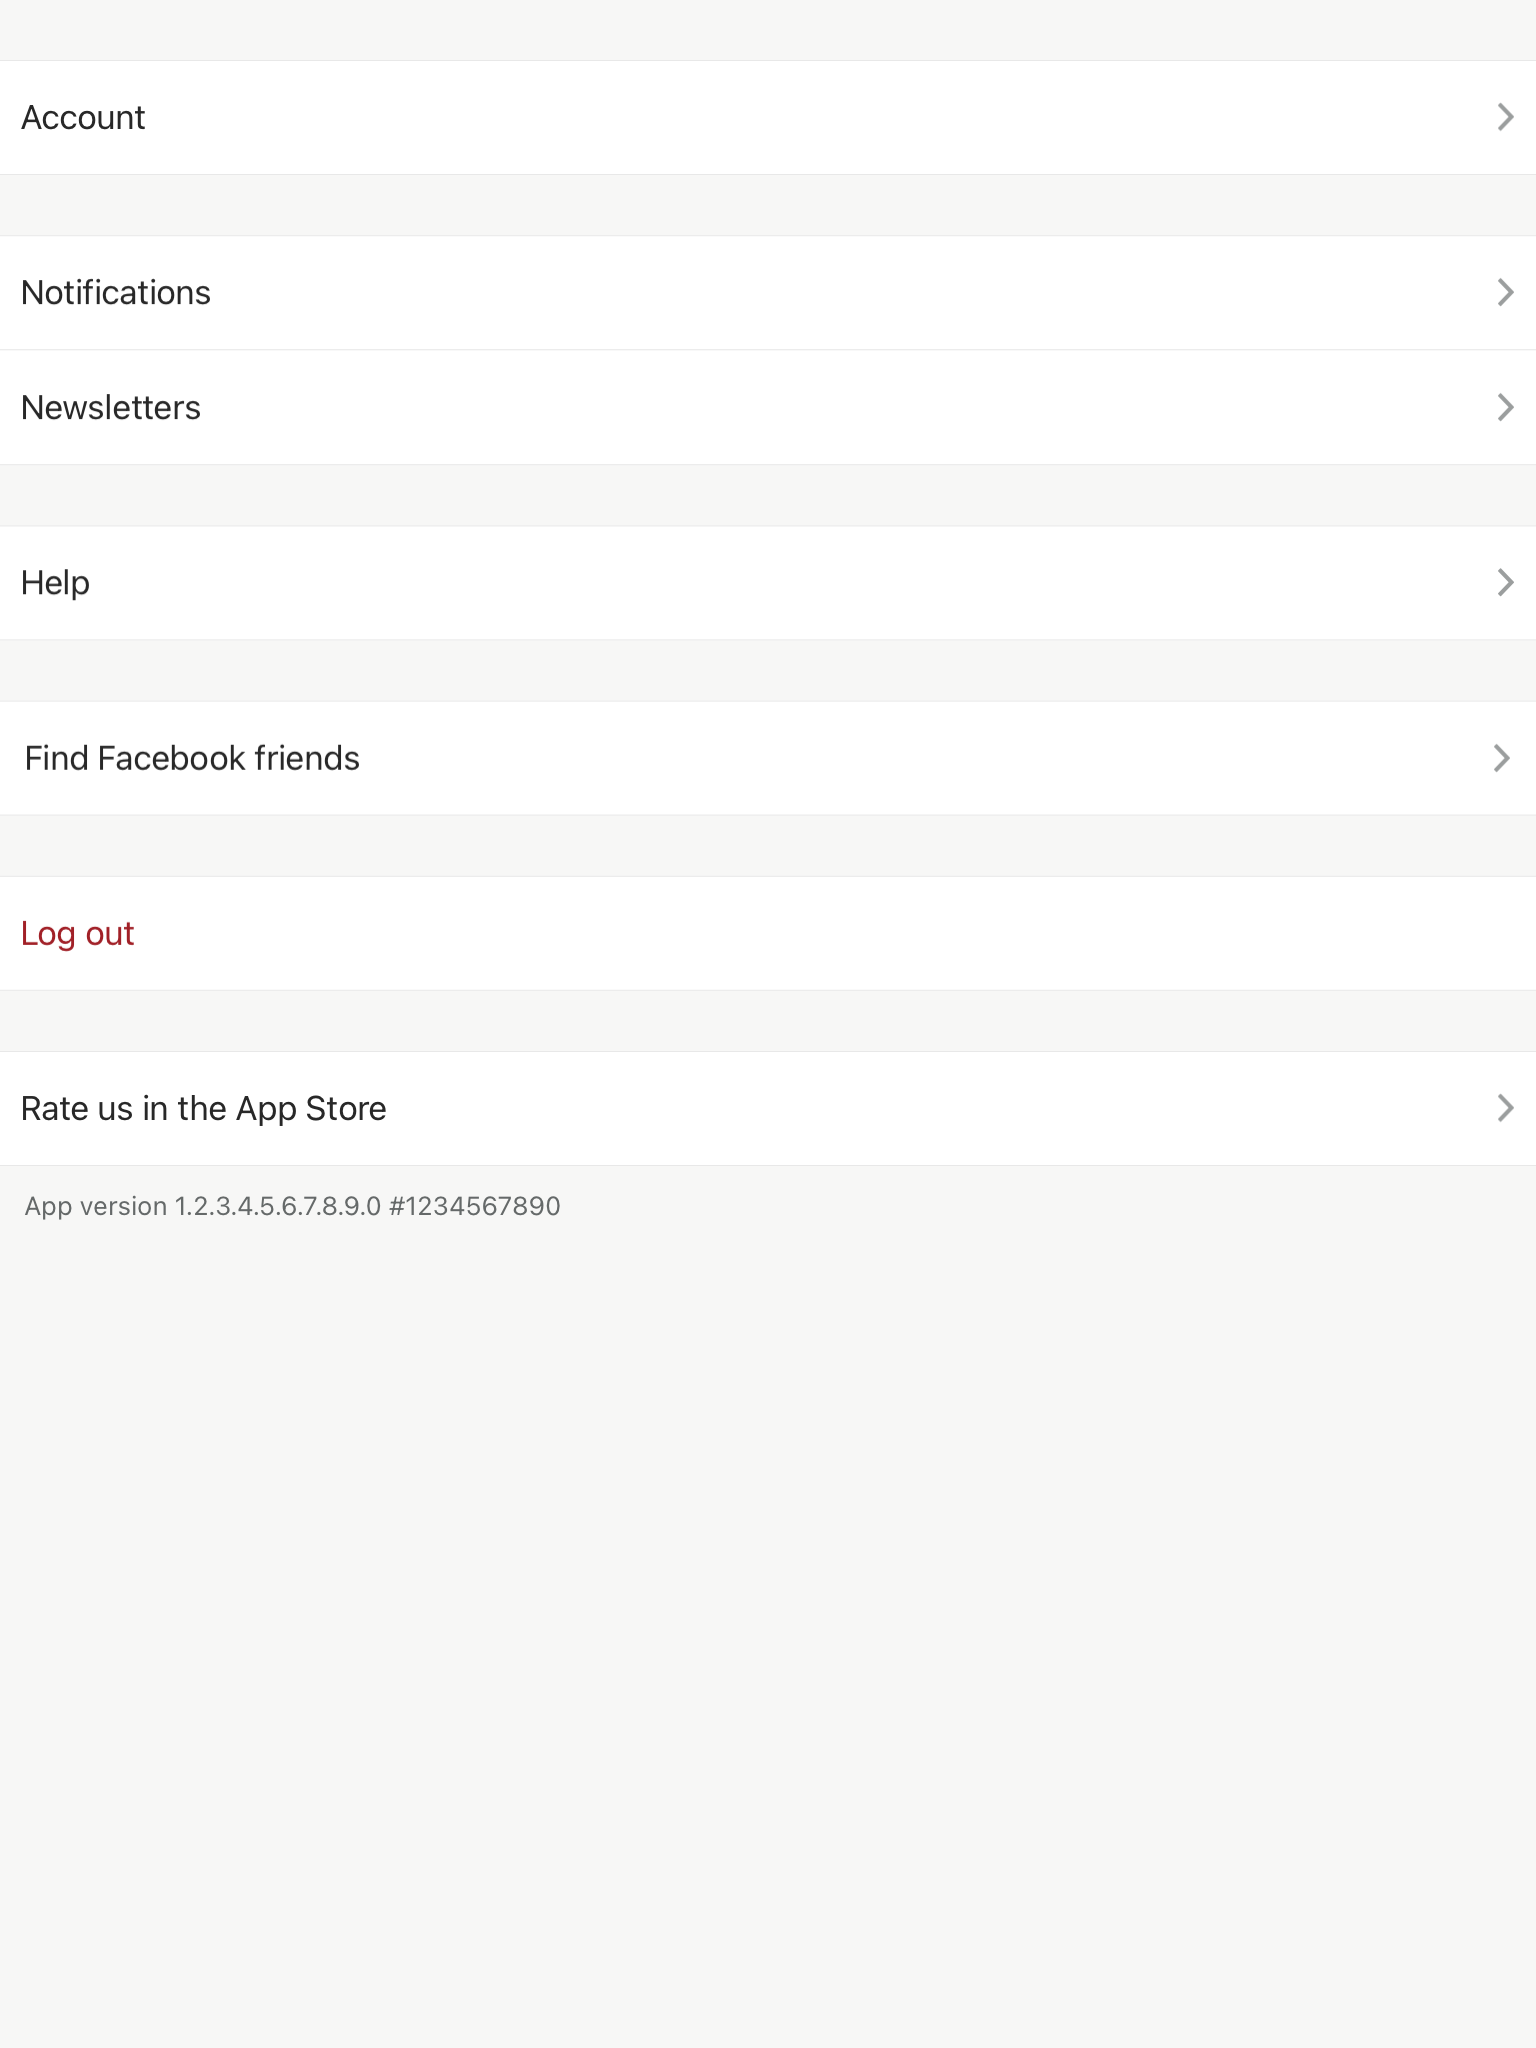 Account
Notifications
Newsletters
Help
Find Facebook friends
Log out
Rate us in the App Store
App version 1.2.3.4.5.6.7.8.9.0 #1234567890